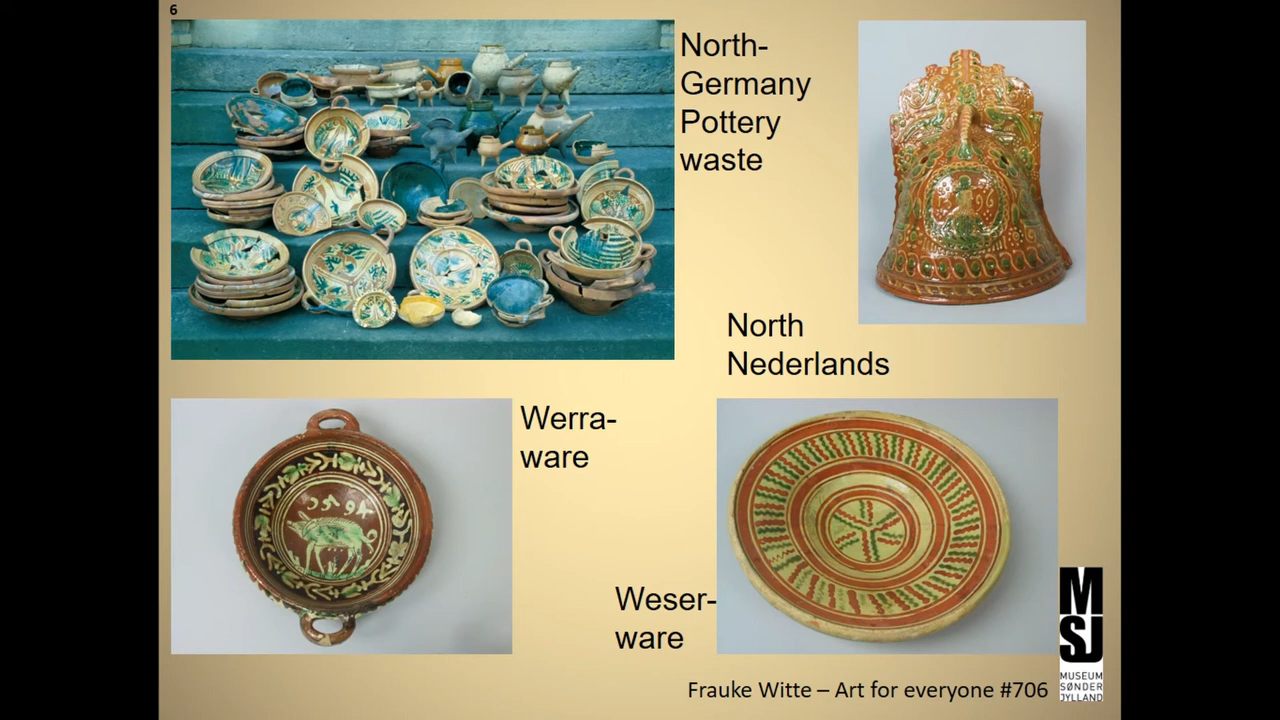 6
North-
Germany
Pottery
waste
North
Nederlands
Werra-
ware
Weser-
ware
Frauke Witte – Art for everyone #706
M
SJ
MUSEUM
SØNDER
JYLLAND